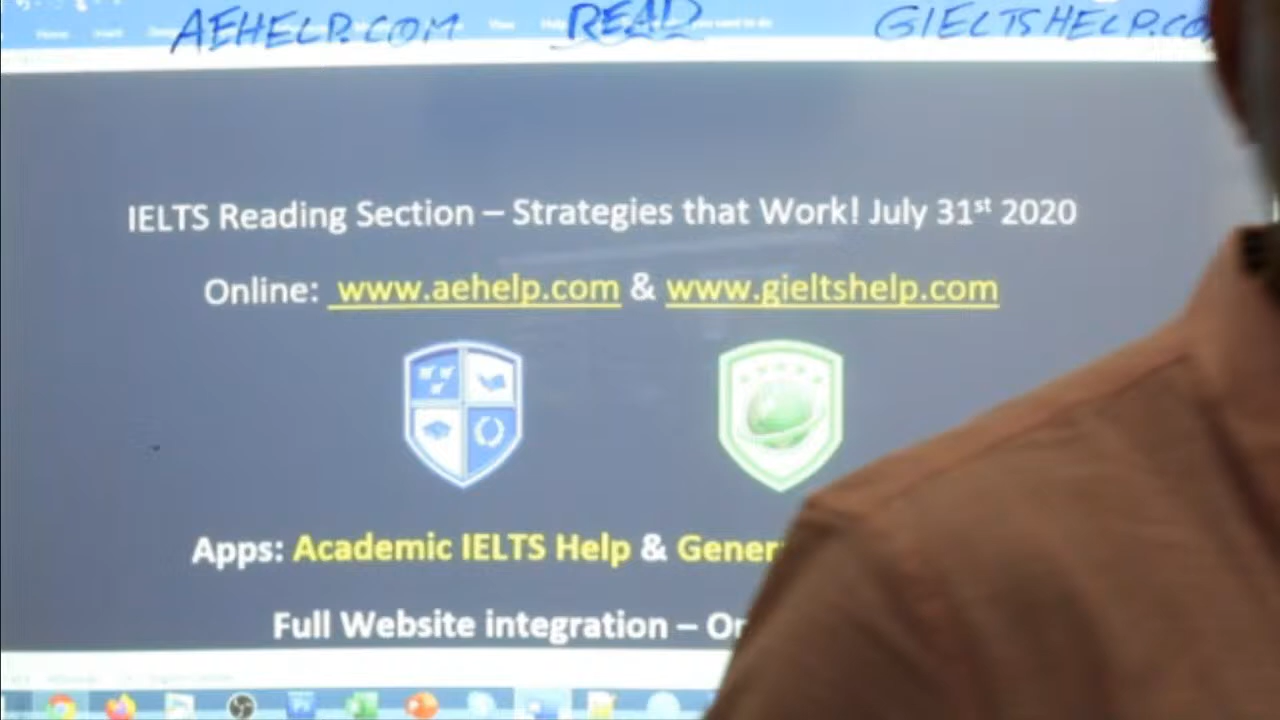 AEHELP.COM READ GIELTSHELP.CO
IELTS Reading Section – Strategies that Work! July 31st 2020
Online: www.aehelp.com & www.gieltshelp.com
Apps: Academic IELTS Help & Gener
Full Website integration – On